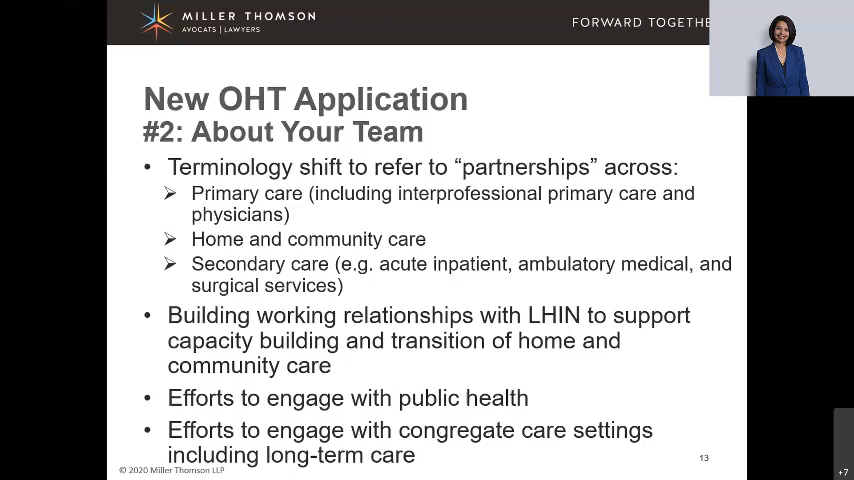 MILLER THOMSON
AVOCATS | LAWYERS
FORWARD TOGETHE
New OHT Application
#2: About Your Team
• Terminology shift to refer to “partnerships” across:
➢ Primary care (including interprofessional primary care and
physicians)
➢ Home and community care
➢ Secondary care (e.g. acute inpatient, ambulatory medical, and
surgical services)
• Building working relationships with LHIN to support
capacity building and transition of home and
community care
• Efforts to engage with public health
• Efforts to engage with congregate care settings
including long-term care
13
© 2020 Miller Thomson LLP
+7